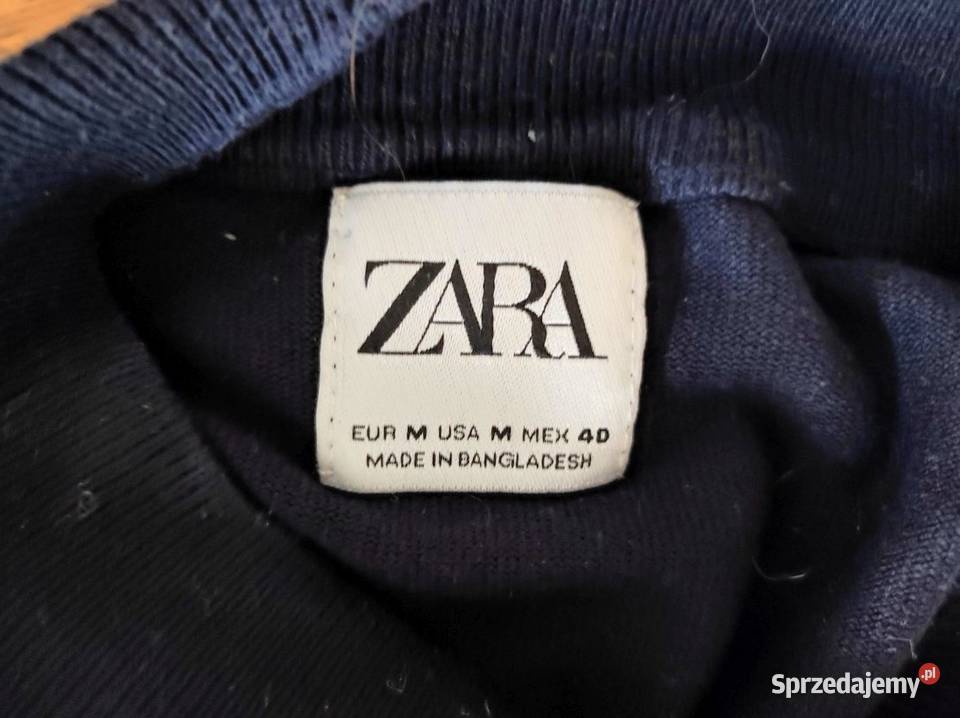 ZARA
EUR M USA M MEX 40
MADE IN BANGLADESH
Sprzedajemy.pl